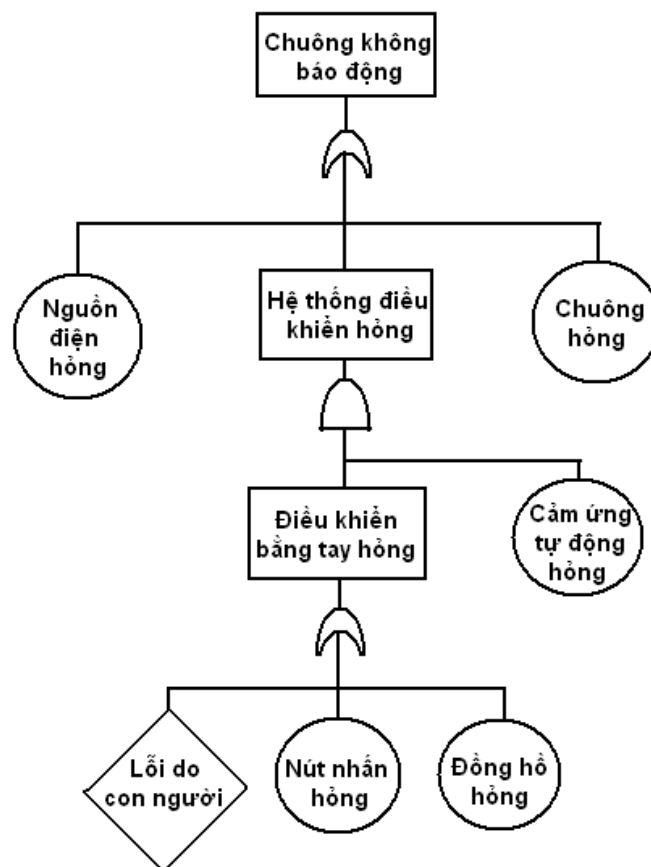 Chuông không
báo động
Nguồn
điện
hỏng
Hệ thống điều
khiển hỏng
Chuông
hỏng
Điều khiển
bằng tay hỏng
Cảm ứng
tự động
hỏng
Lỗi do
con người
Nút nhấn
hỏng
Đồng hồ
hỏng